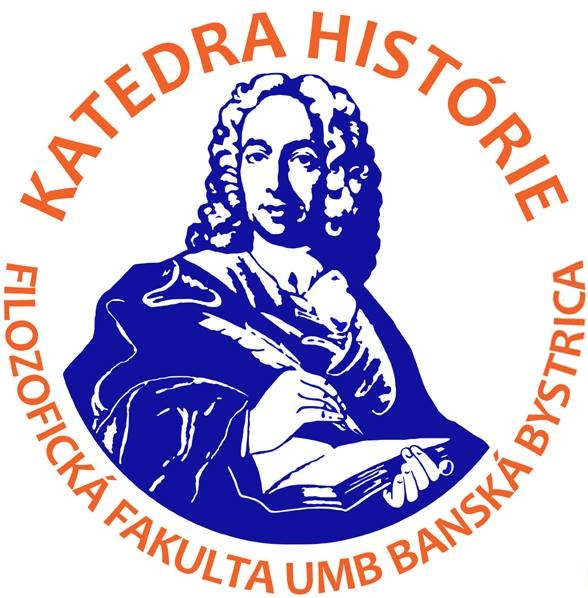 KATEDRA HISTÓRIE
FILOZOFICKÁ FAKULTA UMB BANSKÁ BYSTRICA